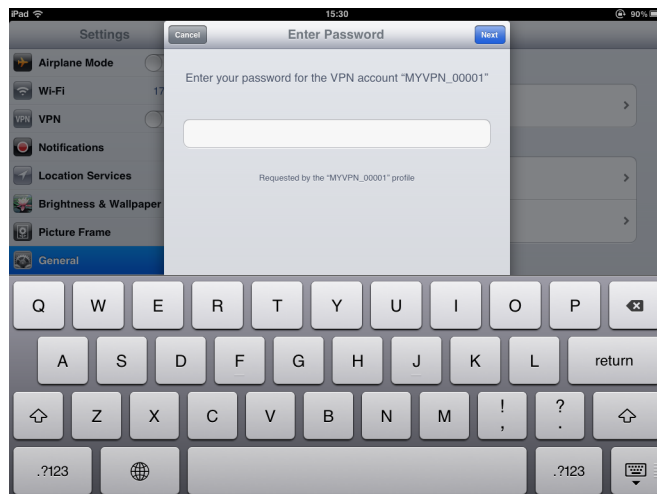 iPad 15:30 90%
Settings
Cancel Enter Password Next
Airplane Mode
Wi-Fi 17
VPN VPN
Notifications
Location Services
Brightness & Wallpaper
Picture Frame
General
Enter your password for the VPN account “MYVPN_00001”
Requested by the “MYVPN_00001” profile
Q W E R T Y U I O P
A S D F G H J K L return
Z X C V B N M ! , ? .
.?123 .?123